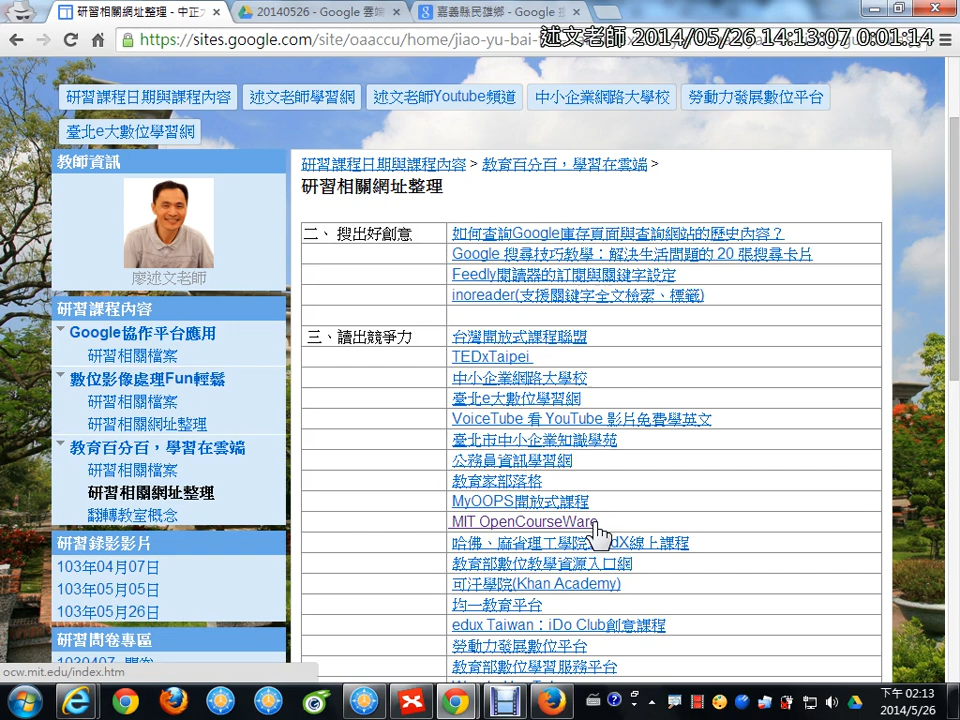 研習相關網址整理 - 中正大
20140526 - Google 雲端
嘉義縣民雄鄉 - Google 搜
https://sites.google.com/site/oaaccu/home/jiao-yu-bai-
述文老師 2014/05/26 14:13:07 0:01:14
研習課程日期與課程內容
述文老師學習網
述文老師Youtube頻道
中小企業網路大學校
勞動力發展數位平台
臺北e大數位學習網
教師資訊
廖述文老師
研習課程內容
Google協作平台應用
研習相關檔案
數位影像處理Fun輕鬆
研習相關檔案
研習相關網址整理
教育百分百，學習在雲端
研習相關檔案
研習相關網址整理
翻轉教室概念
研習錄影影片
103年04月07日
103年05月05日
103年05月26日
研習問卷專區
研習課程日期與課程內容 > 教育百分百，學習在雲端 >
研習相關網址整理
二、 搜出好創意
如何查詢Google庫存頁面與查詢網站的歷史內容？
Google 搜尋技巧教學：解決生活問題的 20 張搜尋卡片
Feedly閱讀器的訂閱與關鍵字設定
inoreader(支援關鍵字全文檢索、標籤)
三、讀出競爭力
台灣開放式課程聯盟
TEDxTaipei
中小企業網路大學校
臺北e大數位學習網
VoiceTube 看 YouTube 影片免費學英文
臺北市中小企業知識學苑
公務員資訊學習網
教育家部落格
MyOOPS開放式課程
MIT OpenCourseWare
哈佛、麻省理工學院 edX線上課程
教育部數位教學資源入口網
可汗學院(Khan Academy)
均一教育平台
edux Taiwan：iDo Club創意課程
勞動力發展數位平台
教育部數位學習服務平台
ocw.mit.edu/index.htm
下午 02:13
2014/5/26